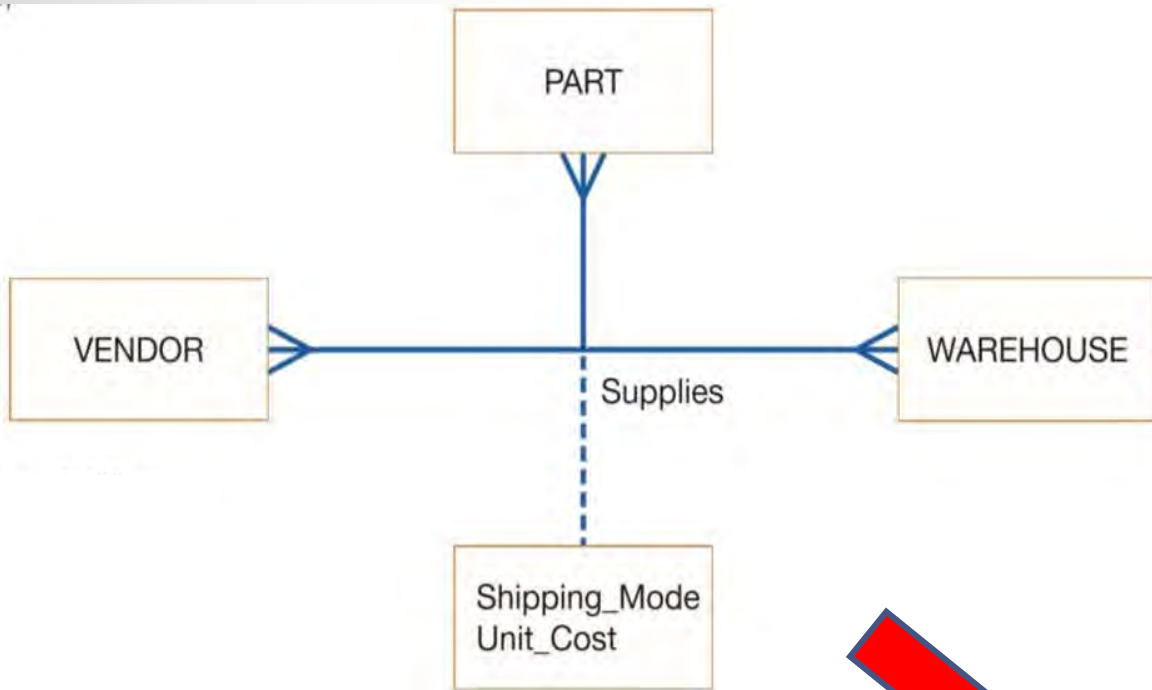 PART
VENDOR
WAREHOUSE
Supplies
Shipping_Mode
Unit_Cost